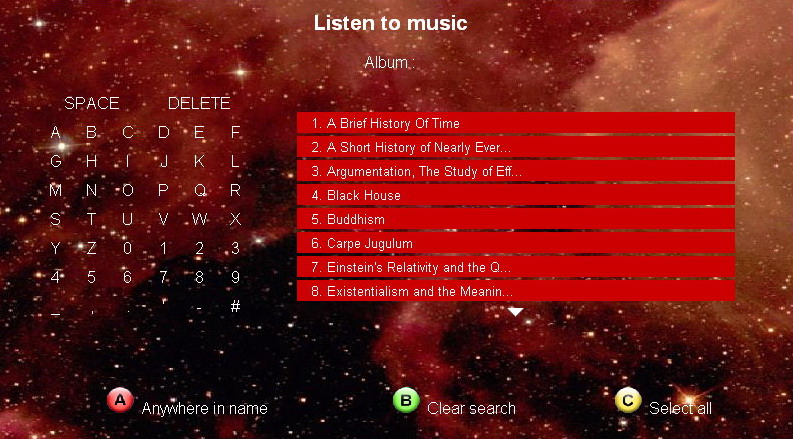 Listen to music
Album :
SPACE DELETE
A B C D E F
G H I J K L
M N O P Q R
S T U V W X
Y Z 0 1 2 3
4 5 6 7 8 9
_ , . ' - #
1. A Brief History Of Time
2. A Short History of Nearly Ever...
3. Argumentation, The Study of Eff...
4. Black House
5. Buddhism
6. Carpe Jugulum
7. Einstein's Relativity and the Q...
8. Existentialism and the Meanin...
A Anywhere in name
B Clear search
C Select all